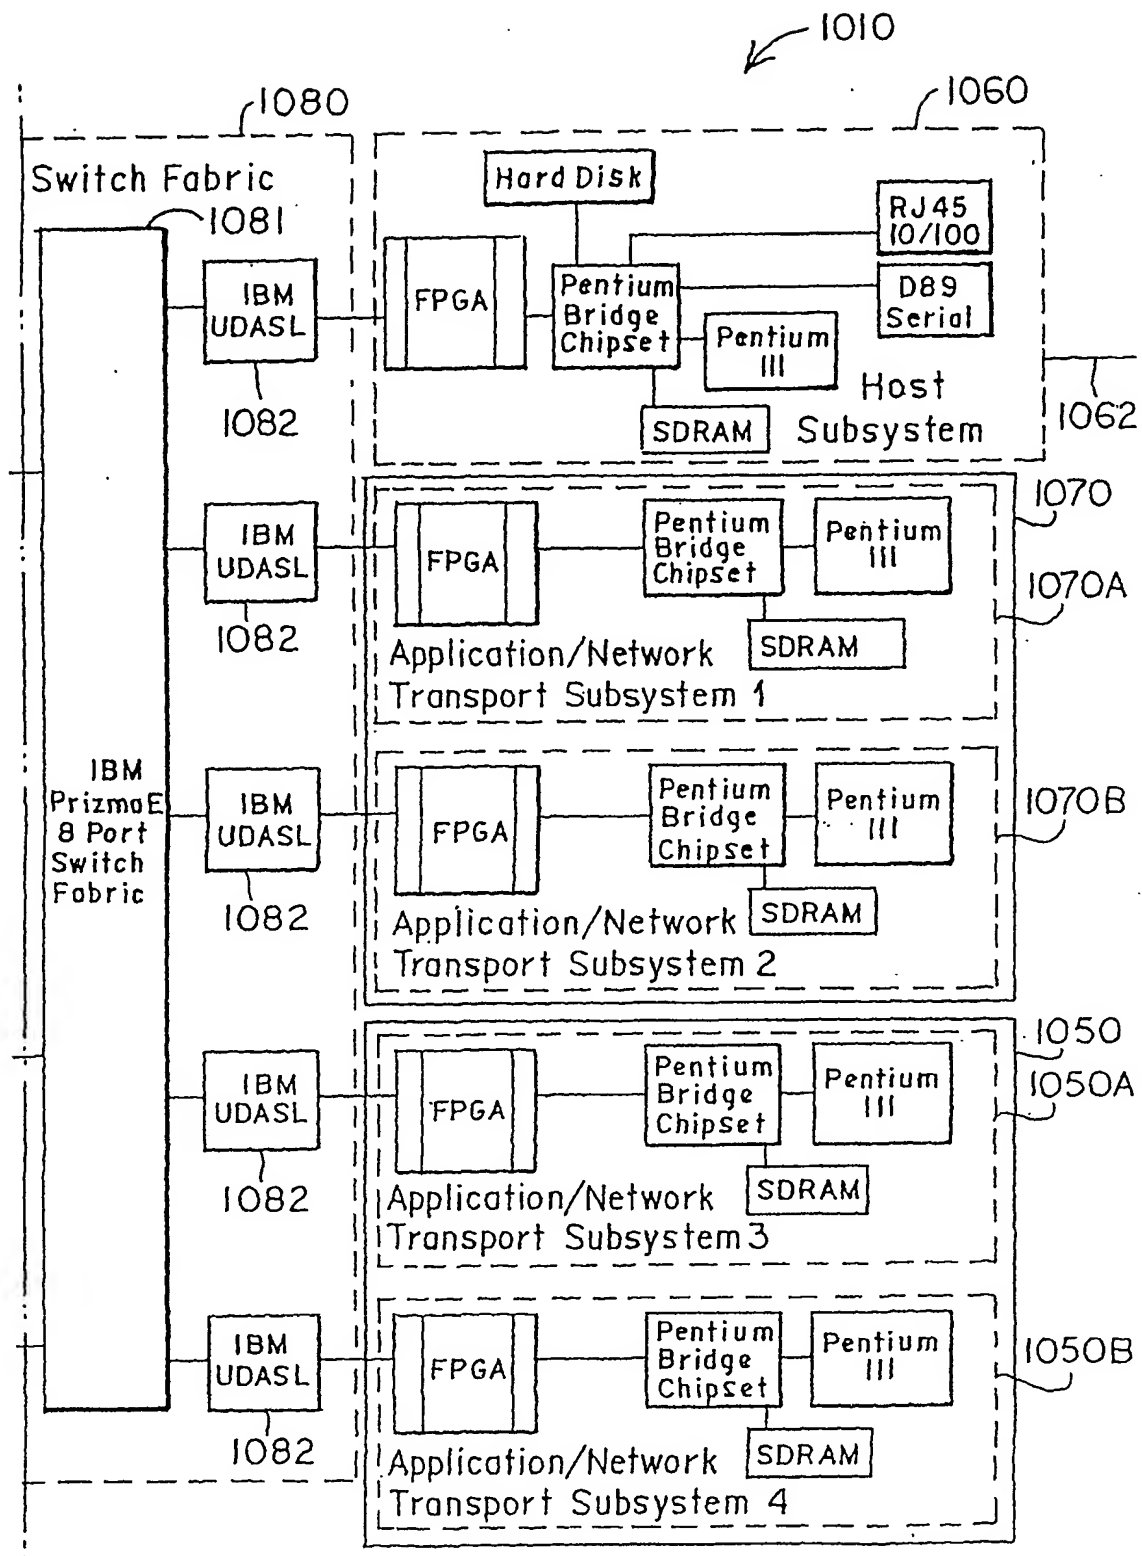 1010
1080
1060
Switch Fabric
1081
Hard Disk
RJ45
10/100
IBM
UDASL
FPGA
Pentium
Bridge
Chipset
D89
Serial
Pentium
III
1082
SDRAM
Host
Subsystem
1062
IBM
UDASL
FPGA
Pentium
Bridge
Chipset
Pentium
III
1070
1070A
1082
SDRAM
Application/Network
Transport Subsystem 1
IBM
PrizmaE
8 Port
Switch
Fabric
IBM
UDASL
FPGA
Pentium
Bridge
Chipset
Pentium
III
1070B
1082
SDRAM
Application/Network
Transport Subsystem 2
1050
1050A
IBM
UDASL
FPGA
Pentium
Bridge
Chipset
Pentium
III
1082
SDRAM
Application/Network
Transport Subsystem 3
IBM
UDASL
FPGA
Pentium
Bridge
Chipset
Pentium
III
1050B
1082
SDRAM
Application/Network
Transport Subsystem 4